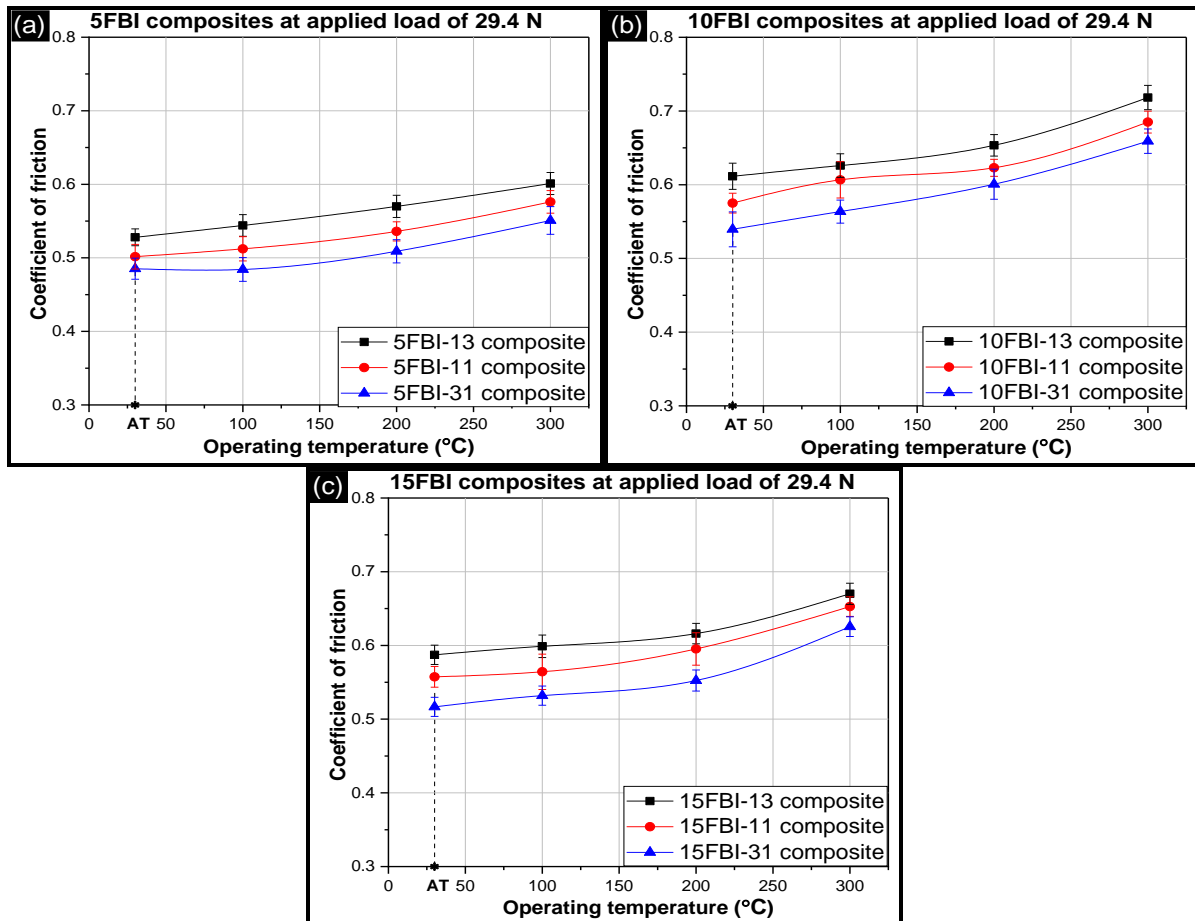 (a)
5FBI composites at applied load of 29.4 N
0.8
0.7
0.6
0.5
0.4
0.3
Coefficient of friction
5FBI-13 composite
5FBI-11 composite
5FBI-31 composite
0 AT 50 100 150 200 250 300
Operating temperature (°C)
(b)
10FBI composites at applied load of 29.4 N
0.8
0.7
0.6
0.5
0.4
0.3
Coefficient of friction
10FBI-13 composite
10FBI-11 composite
10FBI-31 composite
0 AT 50 100 150 200 250 300
Operating temperature (°C)
(c)
15FBI composites at applied load of 29.4 N
0.8
0.7
0.6
0.5
0.4
0.3
Coefficient of friction
15FBI-13 composite
15FBI-11 composite
15FBI-31 composite
0 AT 50 100 150 200 250 300
Operating temperature (°C)